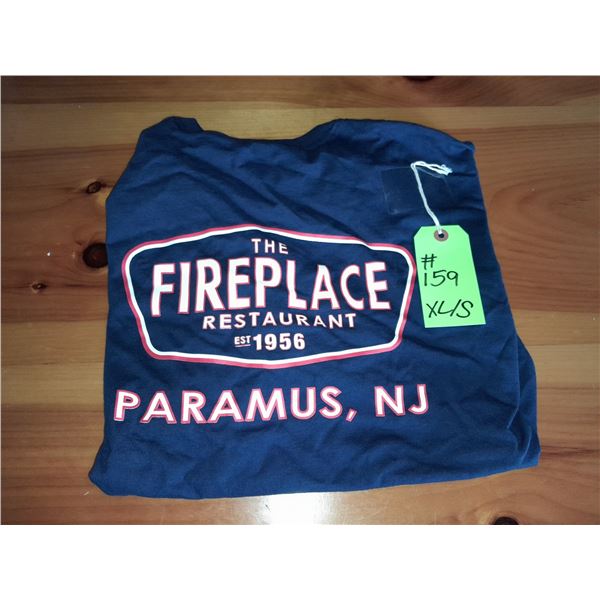 THE
FIREPLACE
RESTAURANT
EST 1956
PARAMUS, NJ
#
159
XL/S